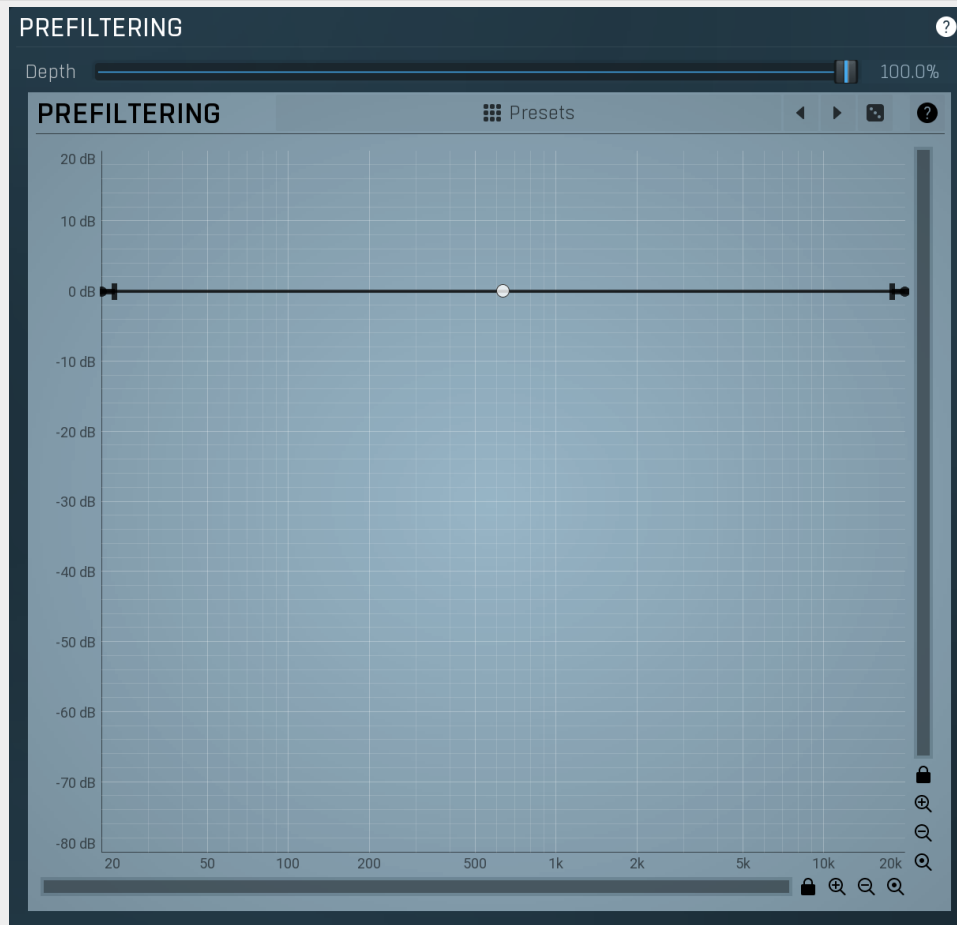 PREFILTERING
?
Depth 100.0%
PREFILTERING Presets ?
20 dB
10 dB
0 dB
-10 dB
-20 dB
-30 dB
-40 dB
-50 dB
-60 dB
-70 dB
-80 dB
20 50 100 200 500 1k 2k 5k 10k 20k